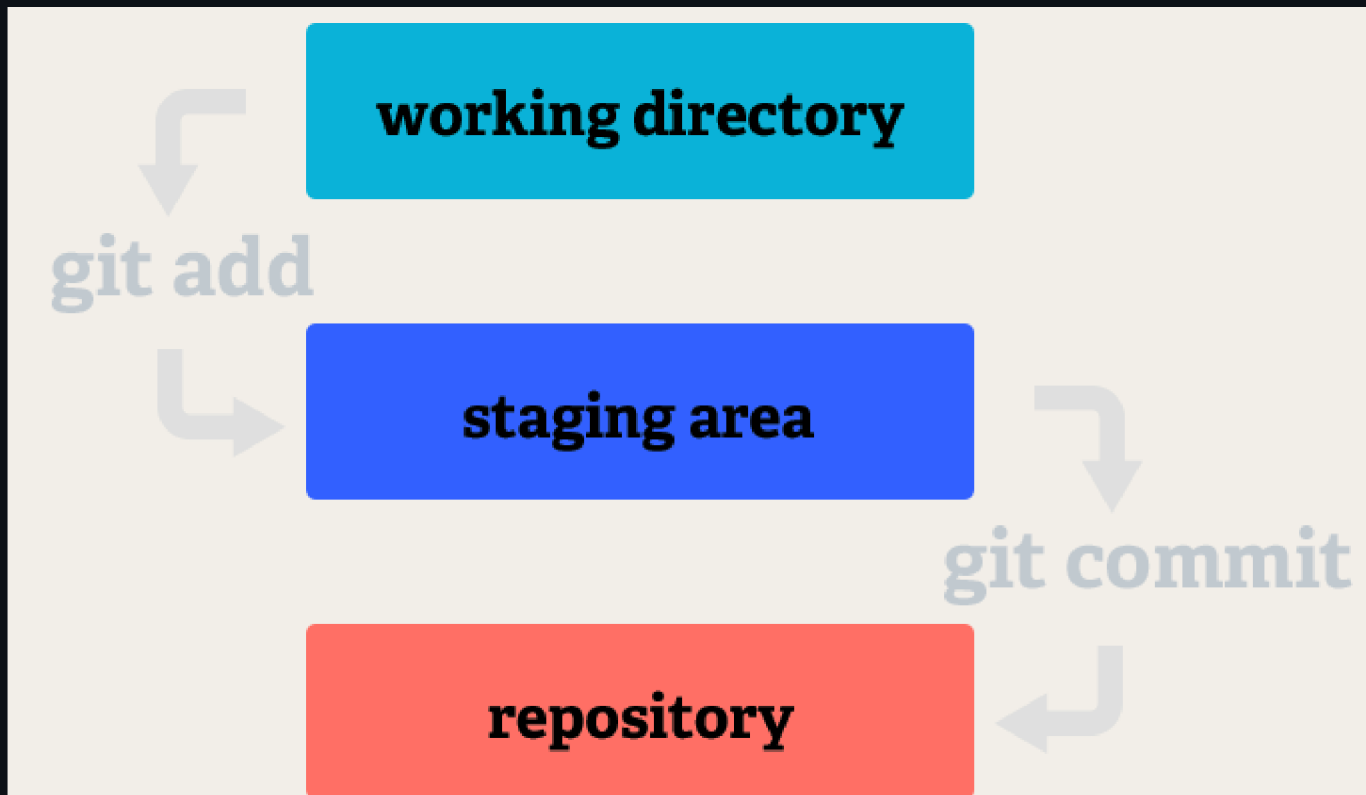 working directory
git add
staging area
git commit
repository